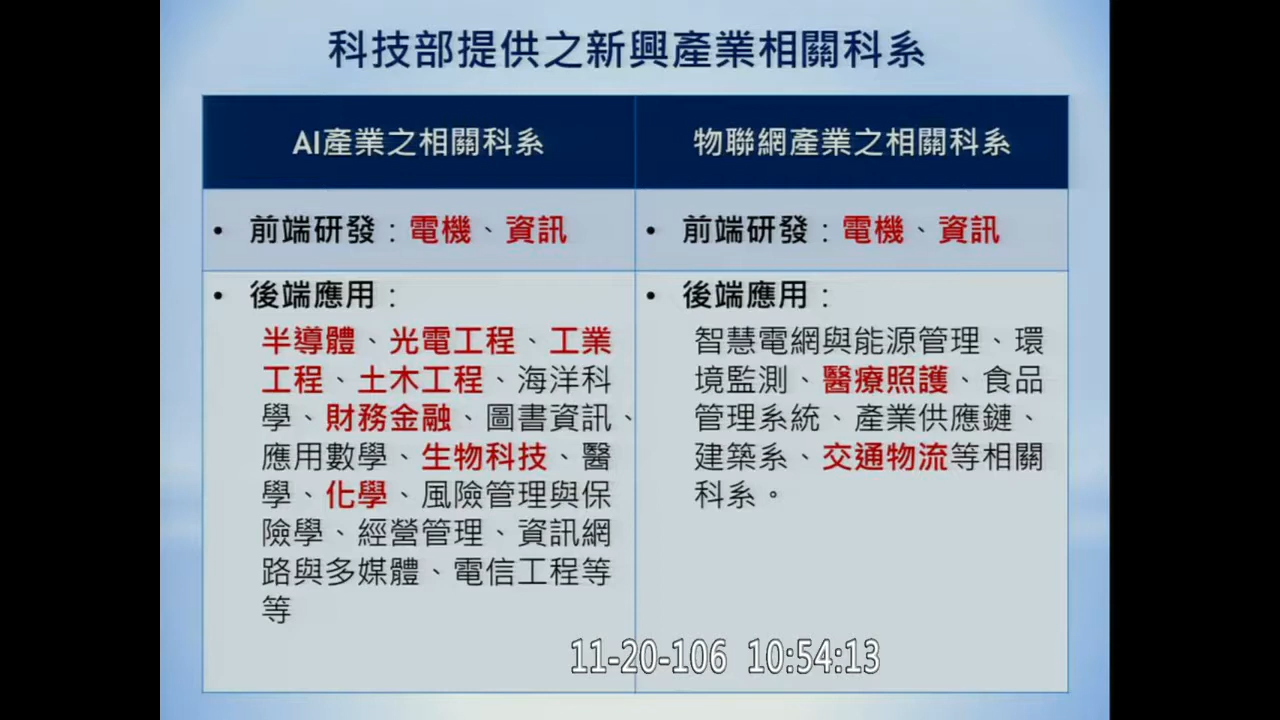 科技部提供之新興產業相關科系
AI產業之相關科系
物聯網產業之相關科系
• 前端研發：電機、資訊
• 前端研發：電機、資訊
• 後端應用：
半導體、光電工程、工業
工程、土木工程、海洋科
學、財務金融、圖書資訊、
應用數學、生物科技、醫
學、化學、風險管理與保
險學、經營管理、資訊網
路與多媒體、電信工程等
等
• 後端應用：
智慧電網與能源管理、環
境監測、醫療照護、食品
管理系統、產業供應鏈、
建築系、交通物流等相關
科系。
11-20-106 10:54:13